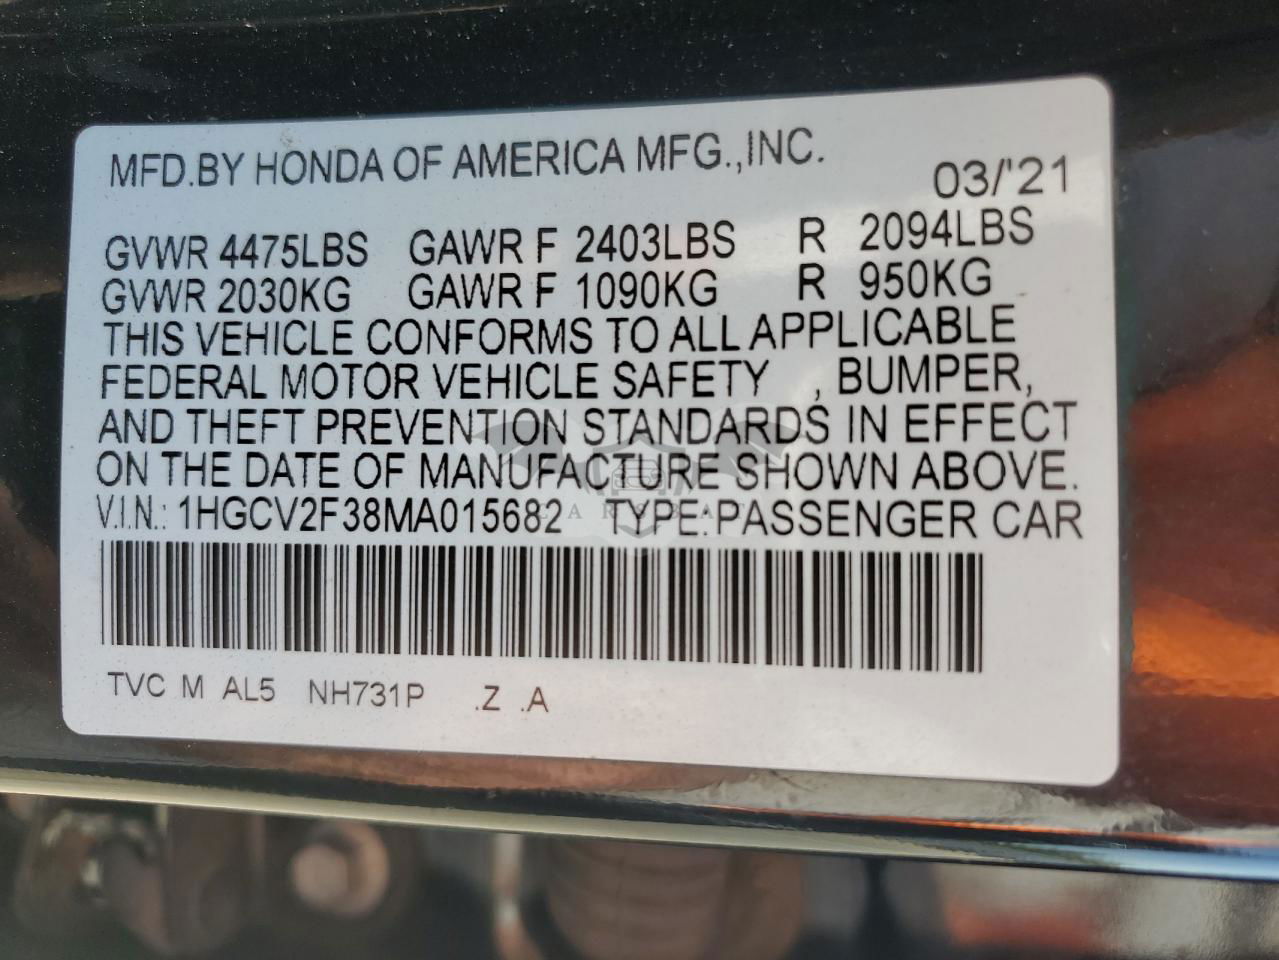 MFD.BY HONDA OF AMERICA MFG.,INC.
03/'21
GVWR 4475LBS GAWR F 2403LBS R 2094LBS
GVWR 2030KG GAWR F 1090KG R 950KG
THIS VEHICLE CONFORMS TO ALL APPLICABLE
FEDERAL MOTOR VEHICLE SAFETY , BUMPER,
AND THEFT PREVENTION STANDARDS IN EFFECT
ON THE DATE OF MANUFACTURE SHOWN ABOVE.
V.I.N.: 1HGCV2F38MA015682 TYPE:PASSENGER CAR
TVC M AL5 NH731P .Z .A